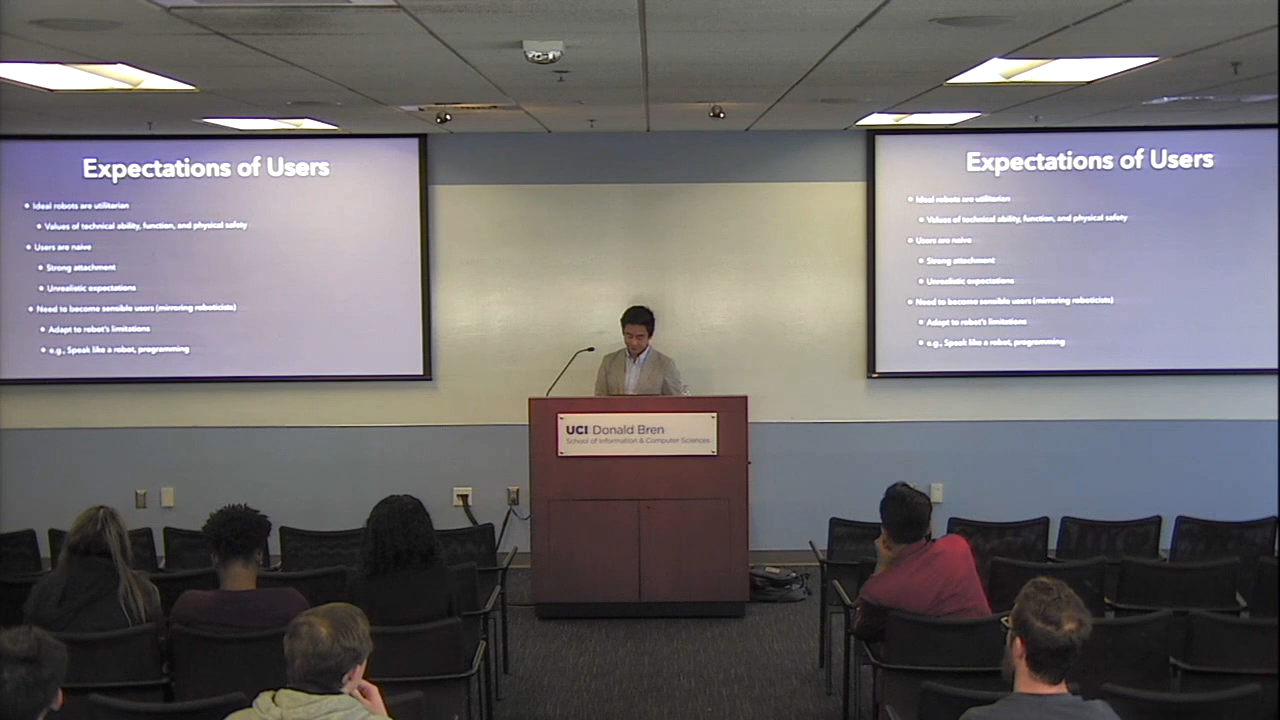 Expectations of Users
Ideal robots are utilitarian
Values of technical ability, function, and physical safety
Users are naive
Strong attachment
Unrealistic expectations
Need to become sensible users (mirroring roboticists)
Adapt to robot's limitations
e.g., Speak like a robot, programming
Expectations of Users
Ideal robots are utilitarian
Values of technical ability, function, and physical safety
Users are naive
Strong attachment
Unrealistic expectations
Need to become sensible users (mirroring roboticists)
Adapt to robot's limitations
e.g., Speak like a robot, programming
UCI Donald Bren
School of Information & Computer Sciences